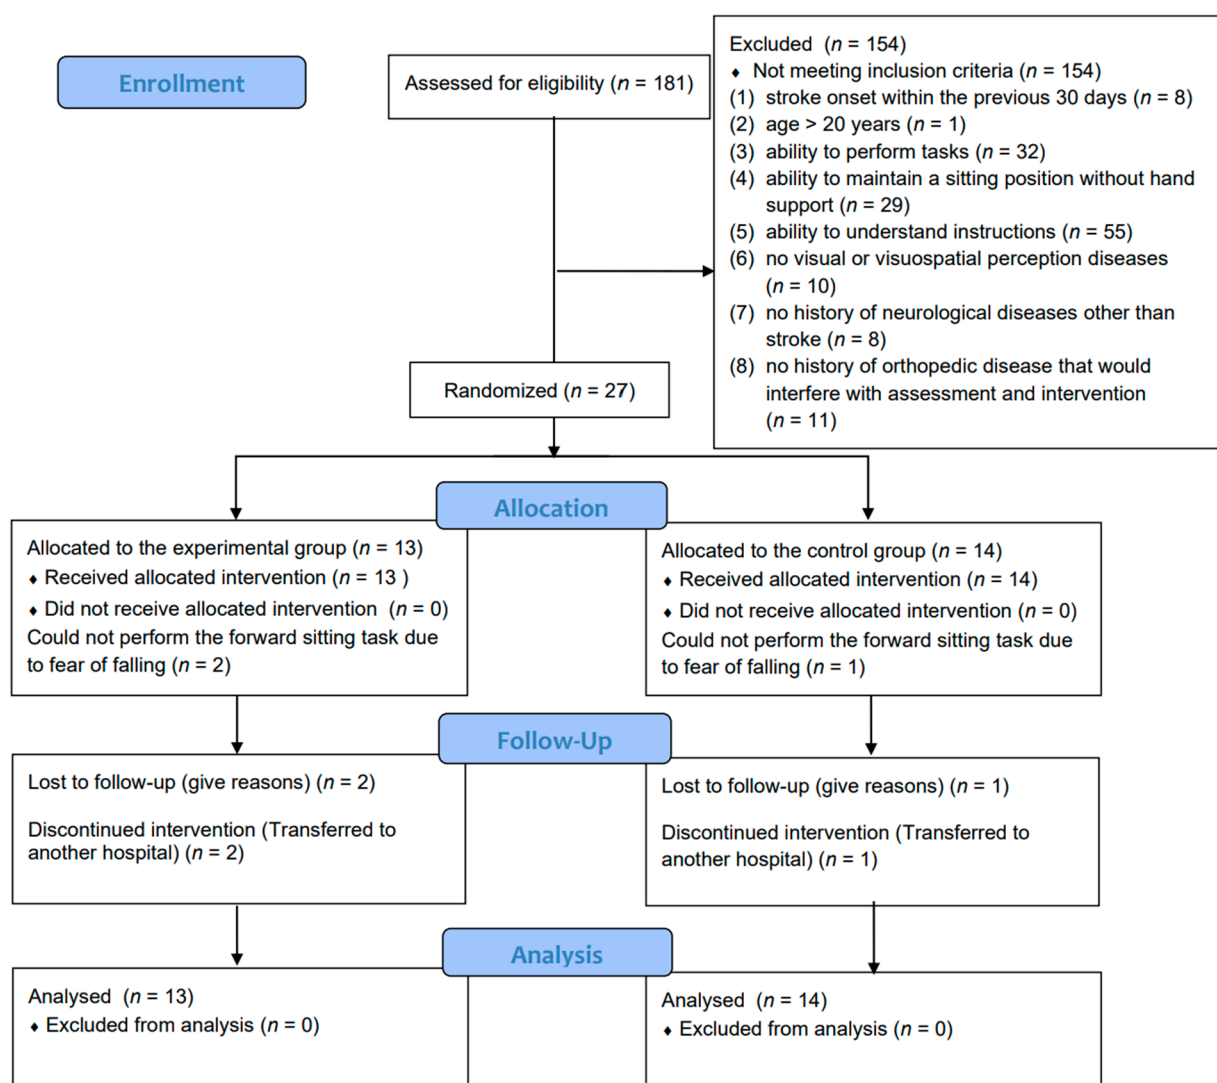 Enrollment
Assessed for eligibility (n = 181)
Excluded (n = 154)
♦ Not meeting inclusion criteria (n = 154)
(1) stroke onset within the previous 30 days (n = 8)
(2) age > 20 years (n = 1)
(3) ability to perform tasks (n = 32)
(4) ability to maintain a sitting position without hand
support (n = 29)
(5) ability to understand instructions (n = 55)
(6) no visual or visuospatial perception diseases
(n = 10)
(7) no history of neurological diseases other than
stroke (n = 8)
(8) no history of orthopedic disease that would
interfere with assessment and intervention
(n = 11)
Randomized (n = 27)
Allocation
Allocated to the experimental group (n = 13)
♦ Received allocated intervention (n = 13 )
♦ Did not receive allocated intervention (n = 0)
Could not perform the forward sitting task due
to fear of falling (n = 2)
Allocated to the control group (n = 14)
♦ Received allocated intervention (n = 14)
♦ Did not receive allocated intervention (n = 0)
Could not perform the forward sitting task due
to fear of falling (n = 1)
Follow-Up
Lost to follow-up (give reasons) (n = 2)
Discontinued intervention (Transferred to
another hospital) (n = 2)
Lost to follow-up (give reasons) (n = 1)
Discontinued intervention (Transferred to
another hospital) (n = 1)
Analysis
Analysed (n = 13)
♦ Excluded from analysis (n = 0)
Analysed (n = 14)
♦ Excluded from analysis (n = 0)